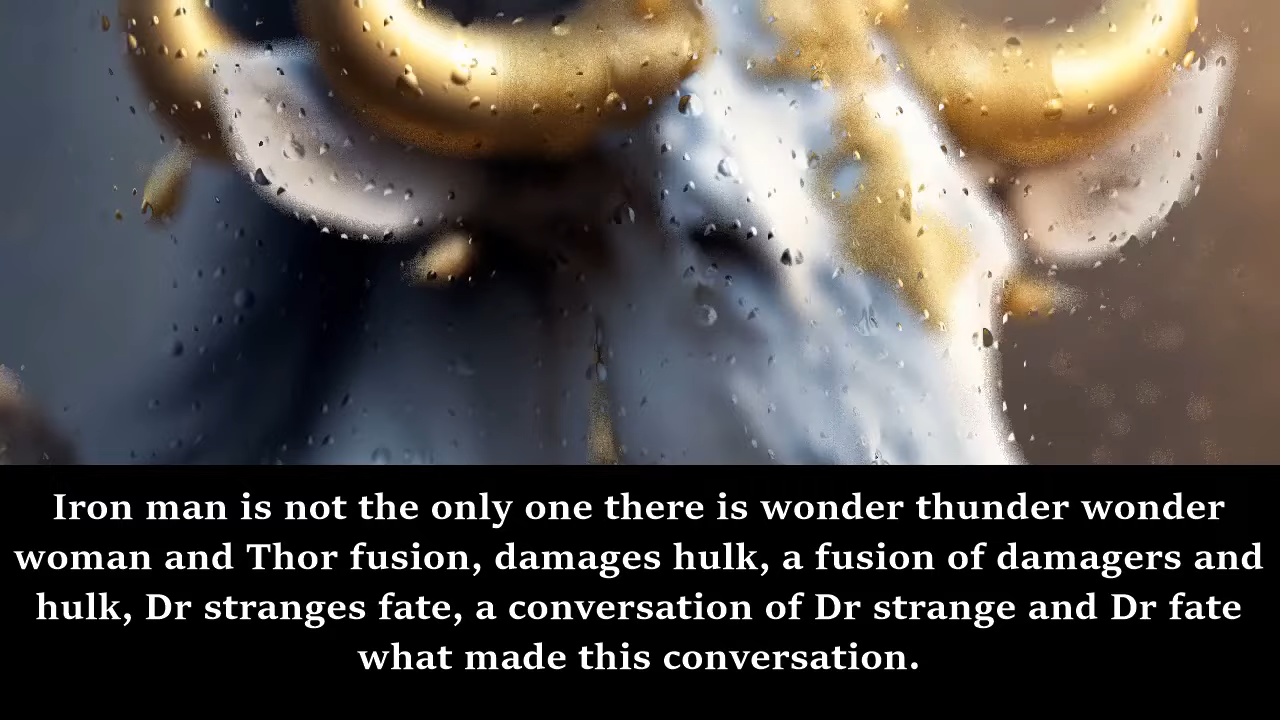 Iron man is not the only one there is wonder thunder wonder
woman and Thor fusion, damages hulk, a fusion of damagers and
hulk, Dr stranges fate, a conversation of Dr strange and Dr fate
what made this conversation.